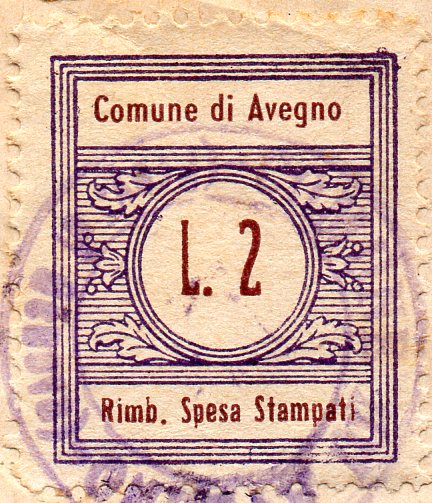 Comune di Avegno
L. 2
Rimb. Spesa Stampati